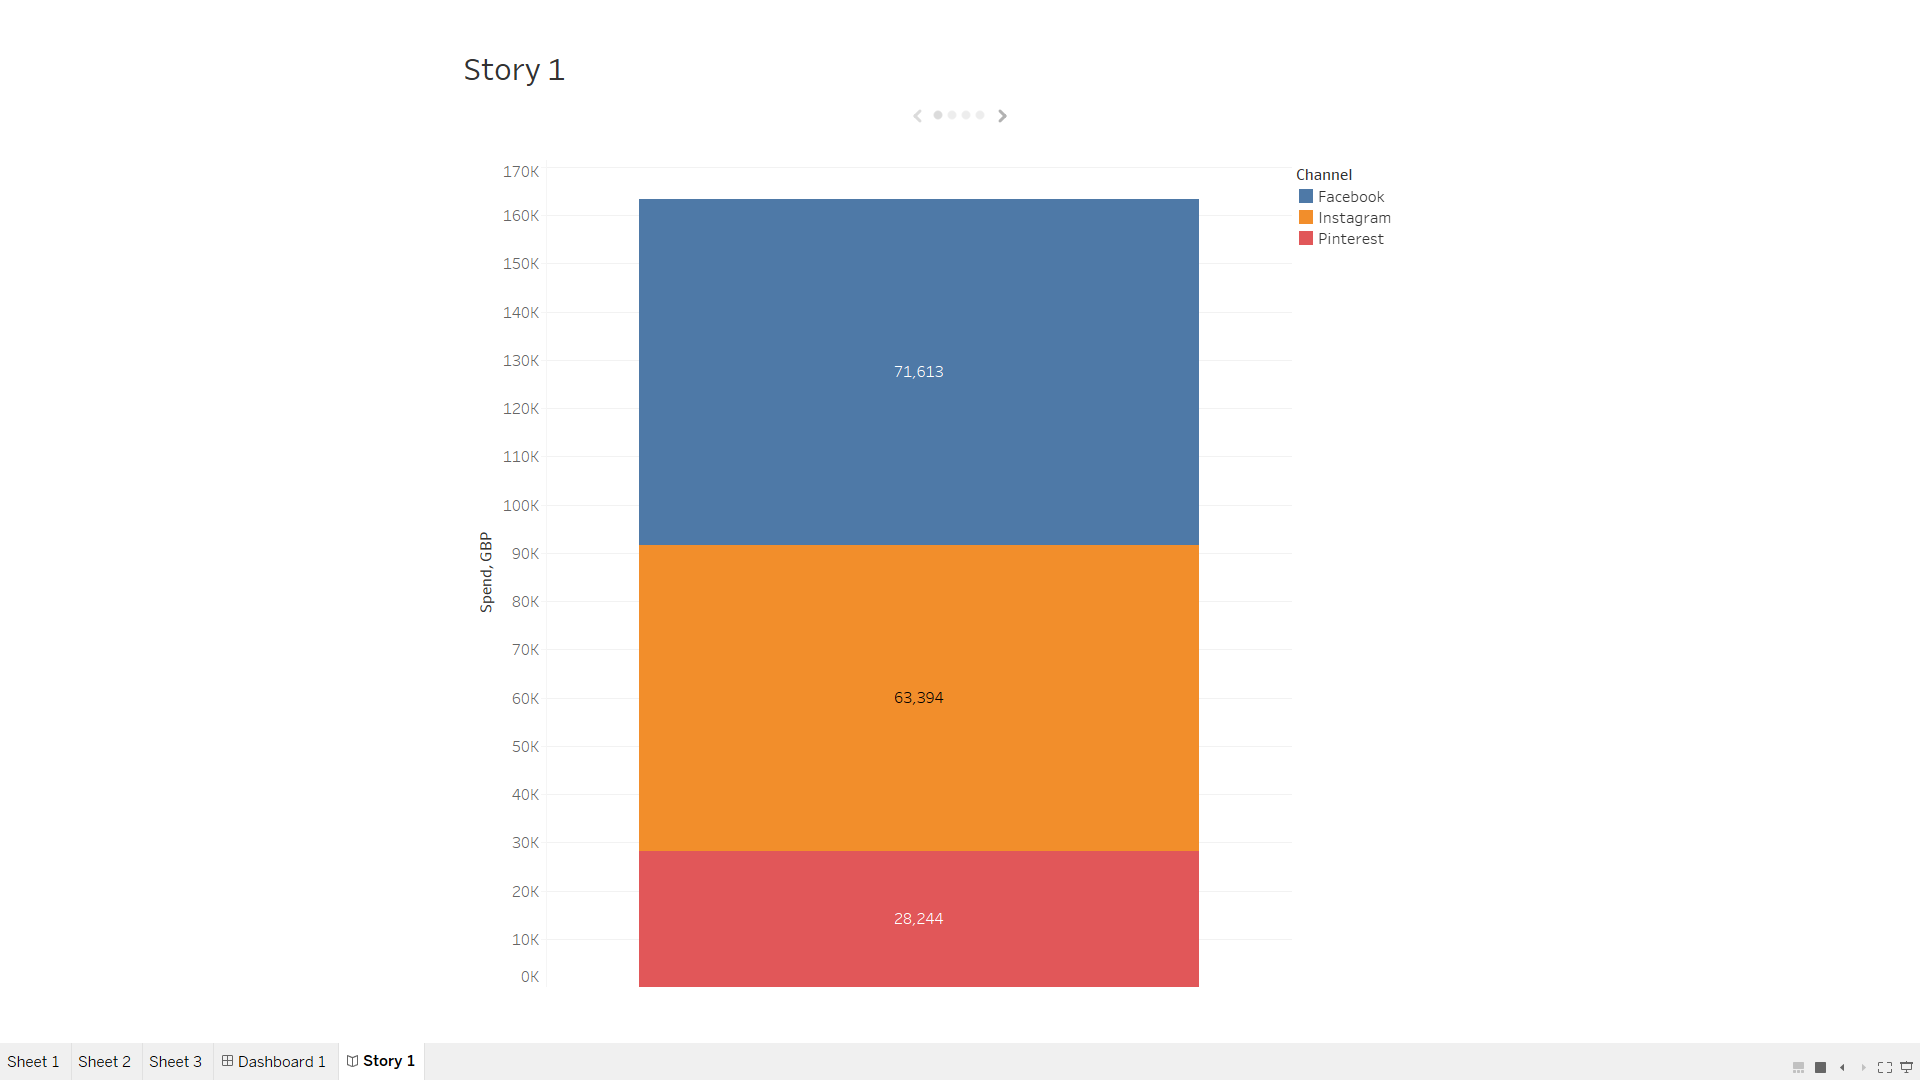 Story 1
170K
160K
150K
140K
130K
120K
110K
100K
90K
80K
70K
60K
50K
40K
30K
20K
10K
0K
Spend, GBP
71,613
63,394
28,244
Channel
Facebook
Instagram
Pinterest
Sheet 1 Sheet 2 Sheet 3 Dashboard 1 Story 1